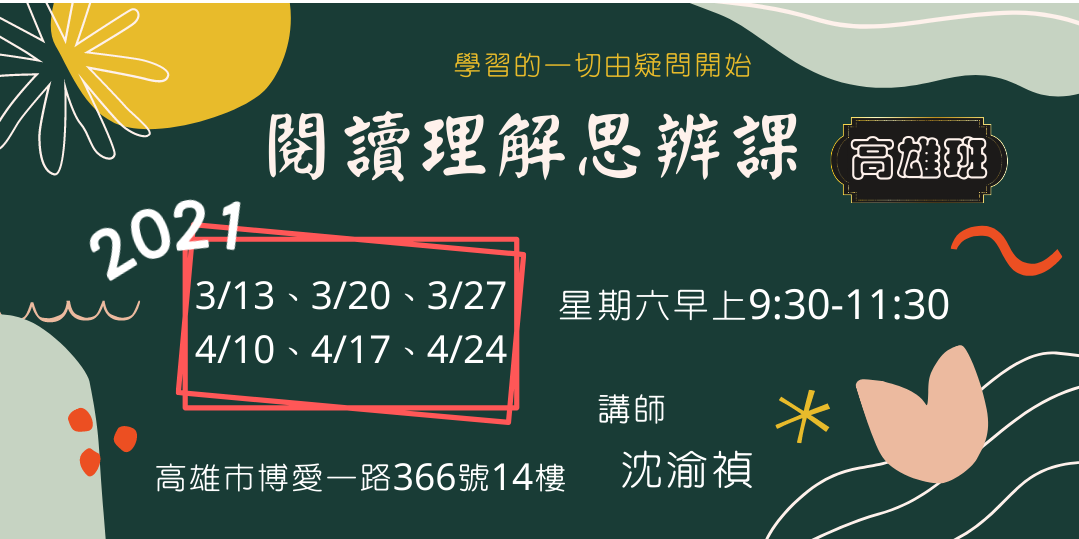 學習的一切由疑問開始
閱讀理解思辨課
高雄班
2021
3/13、3/20、3/27
4/10、4/17、4/24
星期六早上9:30-11:30
講師
沈渝禎
高雄市博愛一路366號14樓